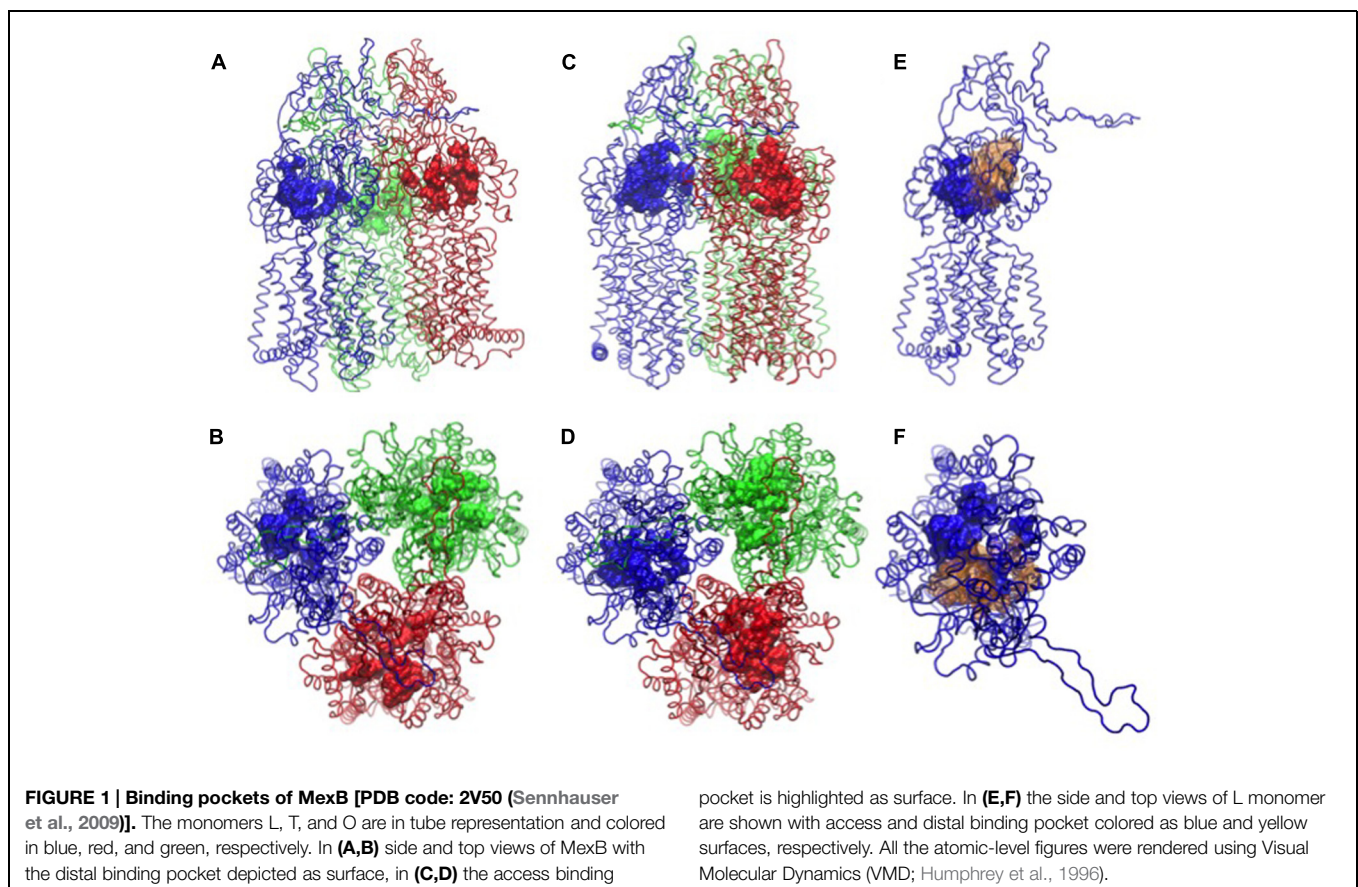 A
C
E
B
D
F
FIGURE 1 | Binding pockets of MexB [PDB code: 2V50 (Sennhauser
et al., 2009)]. The monomers L, T, and O are in tube representation and colored
in blue, red, and green, respectively. In (A,B) side and top views of MexB with
the distal binding pocket depicted as surface, in (C,D) the access binding
pocket is highlighted as surface. In (E,F) the side and top views of L monomer
are shown with access and distal binding pocket colored as blue and yellow
surfaces, respectively. All the atomic-level figures were rendered using Visual
Molecular Dynamics (VMD; Humphrey et al., 1996).